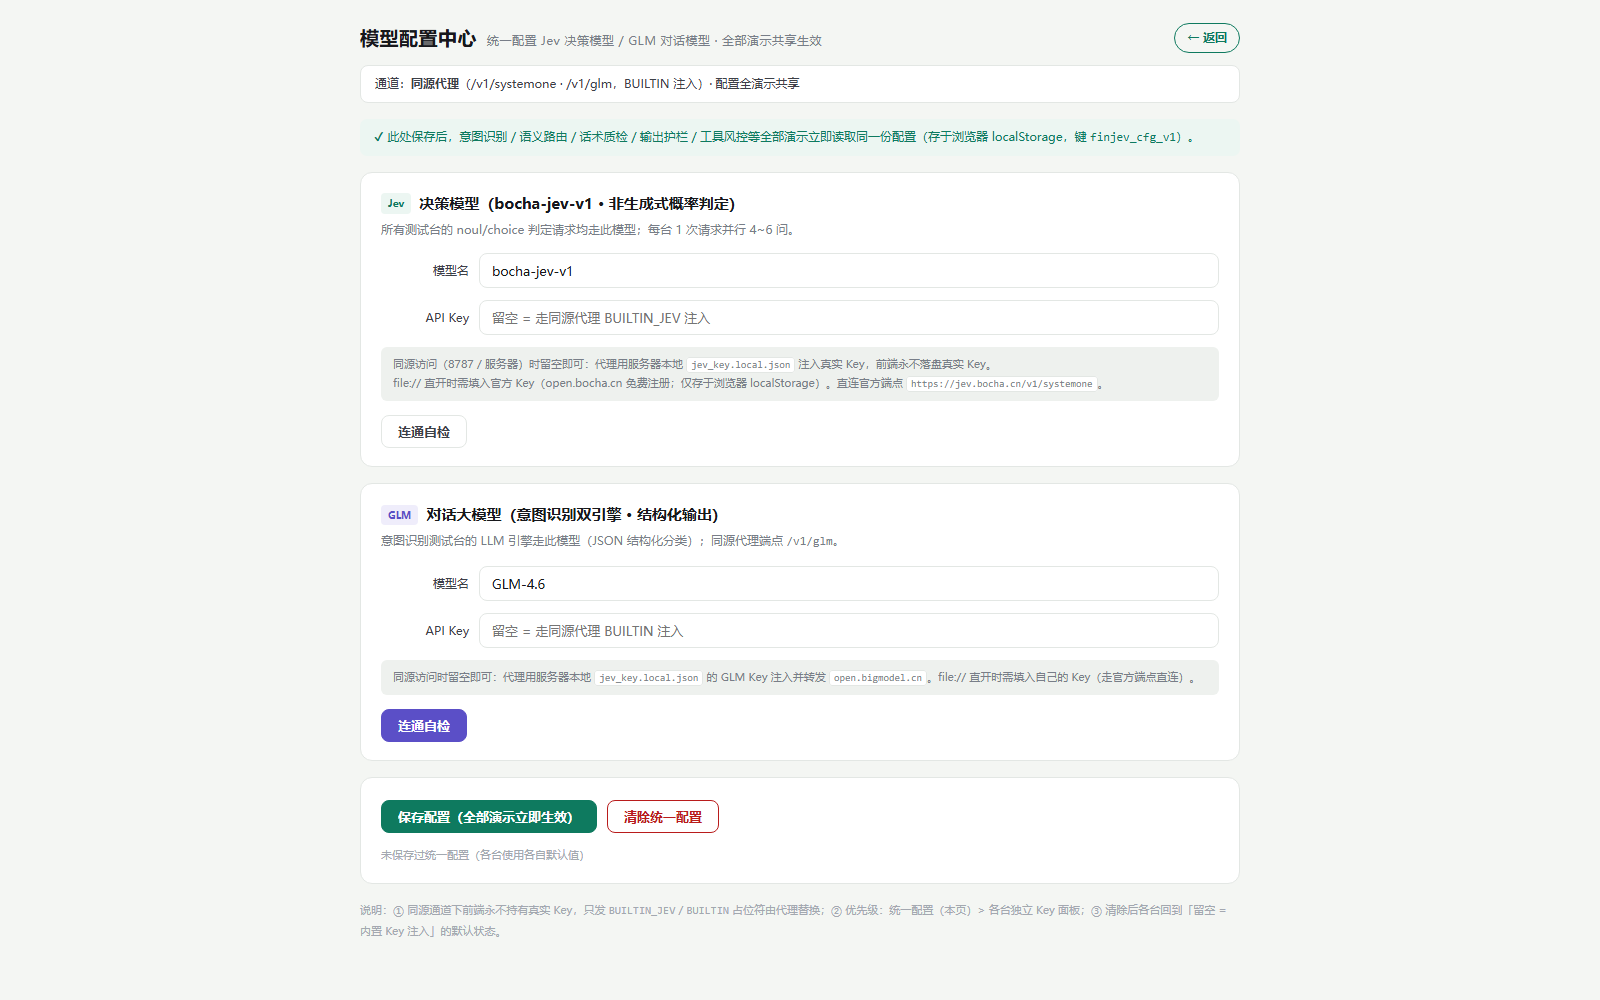 模型配置中心 统一配置 Jev 决策模型 / GLM 对话模型 · 全部演示共享生效
← 返回
通道：同源代理（/v1/systemone · /v1/glm，BUILTIN 注入）· 配置全演示共享
✓ 此处保存后，意图识别 / 语义路由 / 话术质检 / 输出护栏 / 工具风控等全部演示立即读取同一份配置（存于浏览器 localStorage，键 finjev_cfg_v1）。
Jev 决策模型（bocha-jev-v1 · 非生成式概率判定）
所有测试台的 noul/choice 判定请求均走此模型；每台 1 次请求并行 4~6 问。
模型名 bocha-jev-v1
API Key 留空 = 走同源代理 BUILTIN_JEV 注入
同源访问（8787 / 服务器）时留空即可：代理用服务器本地 jev_key.local.json 注入真实 Key，前端永不落盘真实 Key。
file:// 直开时需填入官方 Key（open.bocha.cn 免费注册；仅存于浏览器 localStorage）。直连官方端点 https://jev.bocha.cn/v1/systemone。
连通自检
GLM 对话大模型（意图识别双引擎 · 结构化输出）
意图识别测试台的 LLM 引擎走此模型（JSON 结构化分类）；同源代理端点 /v1/glm。
模型名 GLM-4.6
API Key 留空 = 走同源代理 BUILTIN 注入
同源访问时留空即可：代理用服务器本地 jev_key.local.json 的 GLM Key 注入并转发 open.bigmodel.cn。file:// 直开时需填入自己的 Key（走官方端点直连）。
连通自检
保存配置（全部演示立即生效） 清除统一配置
未保存过统一配置（各台使用各自默认值）
说明：① 同源通道下前端永不持有真实 Key，只发 BUILTIN_JEV / BUILTIN 占位符由代理替换；② 优先级：统一配置（本页）> 各台独立 Key 面板；③ 清除后各台回到「留空 =
内置 Key 注入」的默认状态。